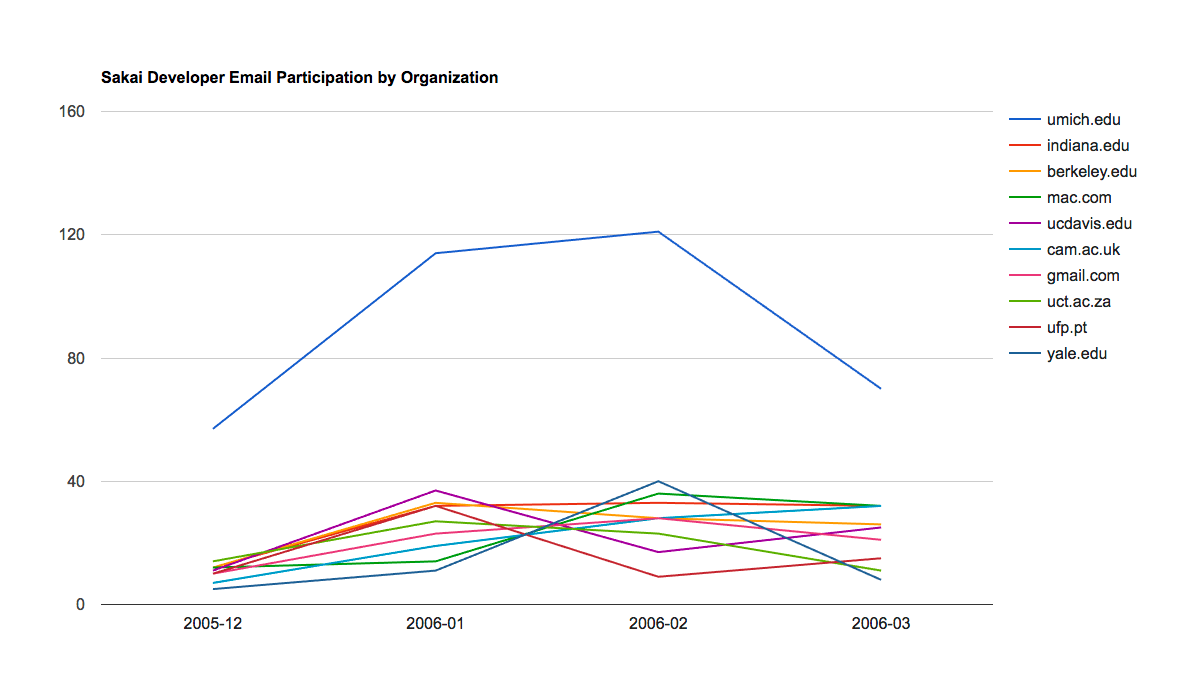 Sakai Developer Email Participation by Organization
160
120
80
40
0
2005-12
2006-01
2006-02
2006-03
umich.edu
indiana.edu
berkeley.edu
mac.com
ucdavis.edu
cam.ac.uk
gmail.com
uct.ac.za
ufp.pt
yale.edu